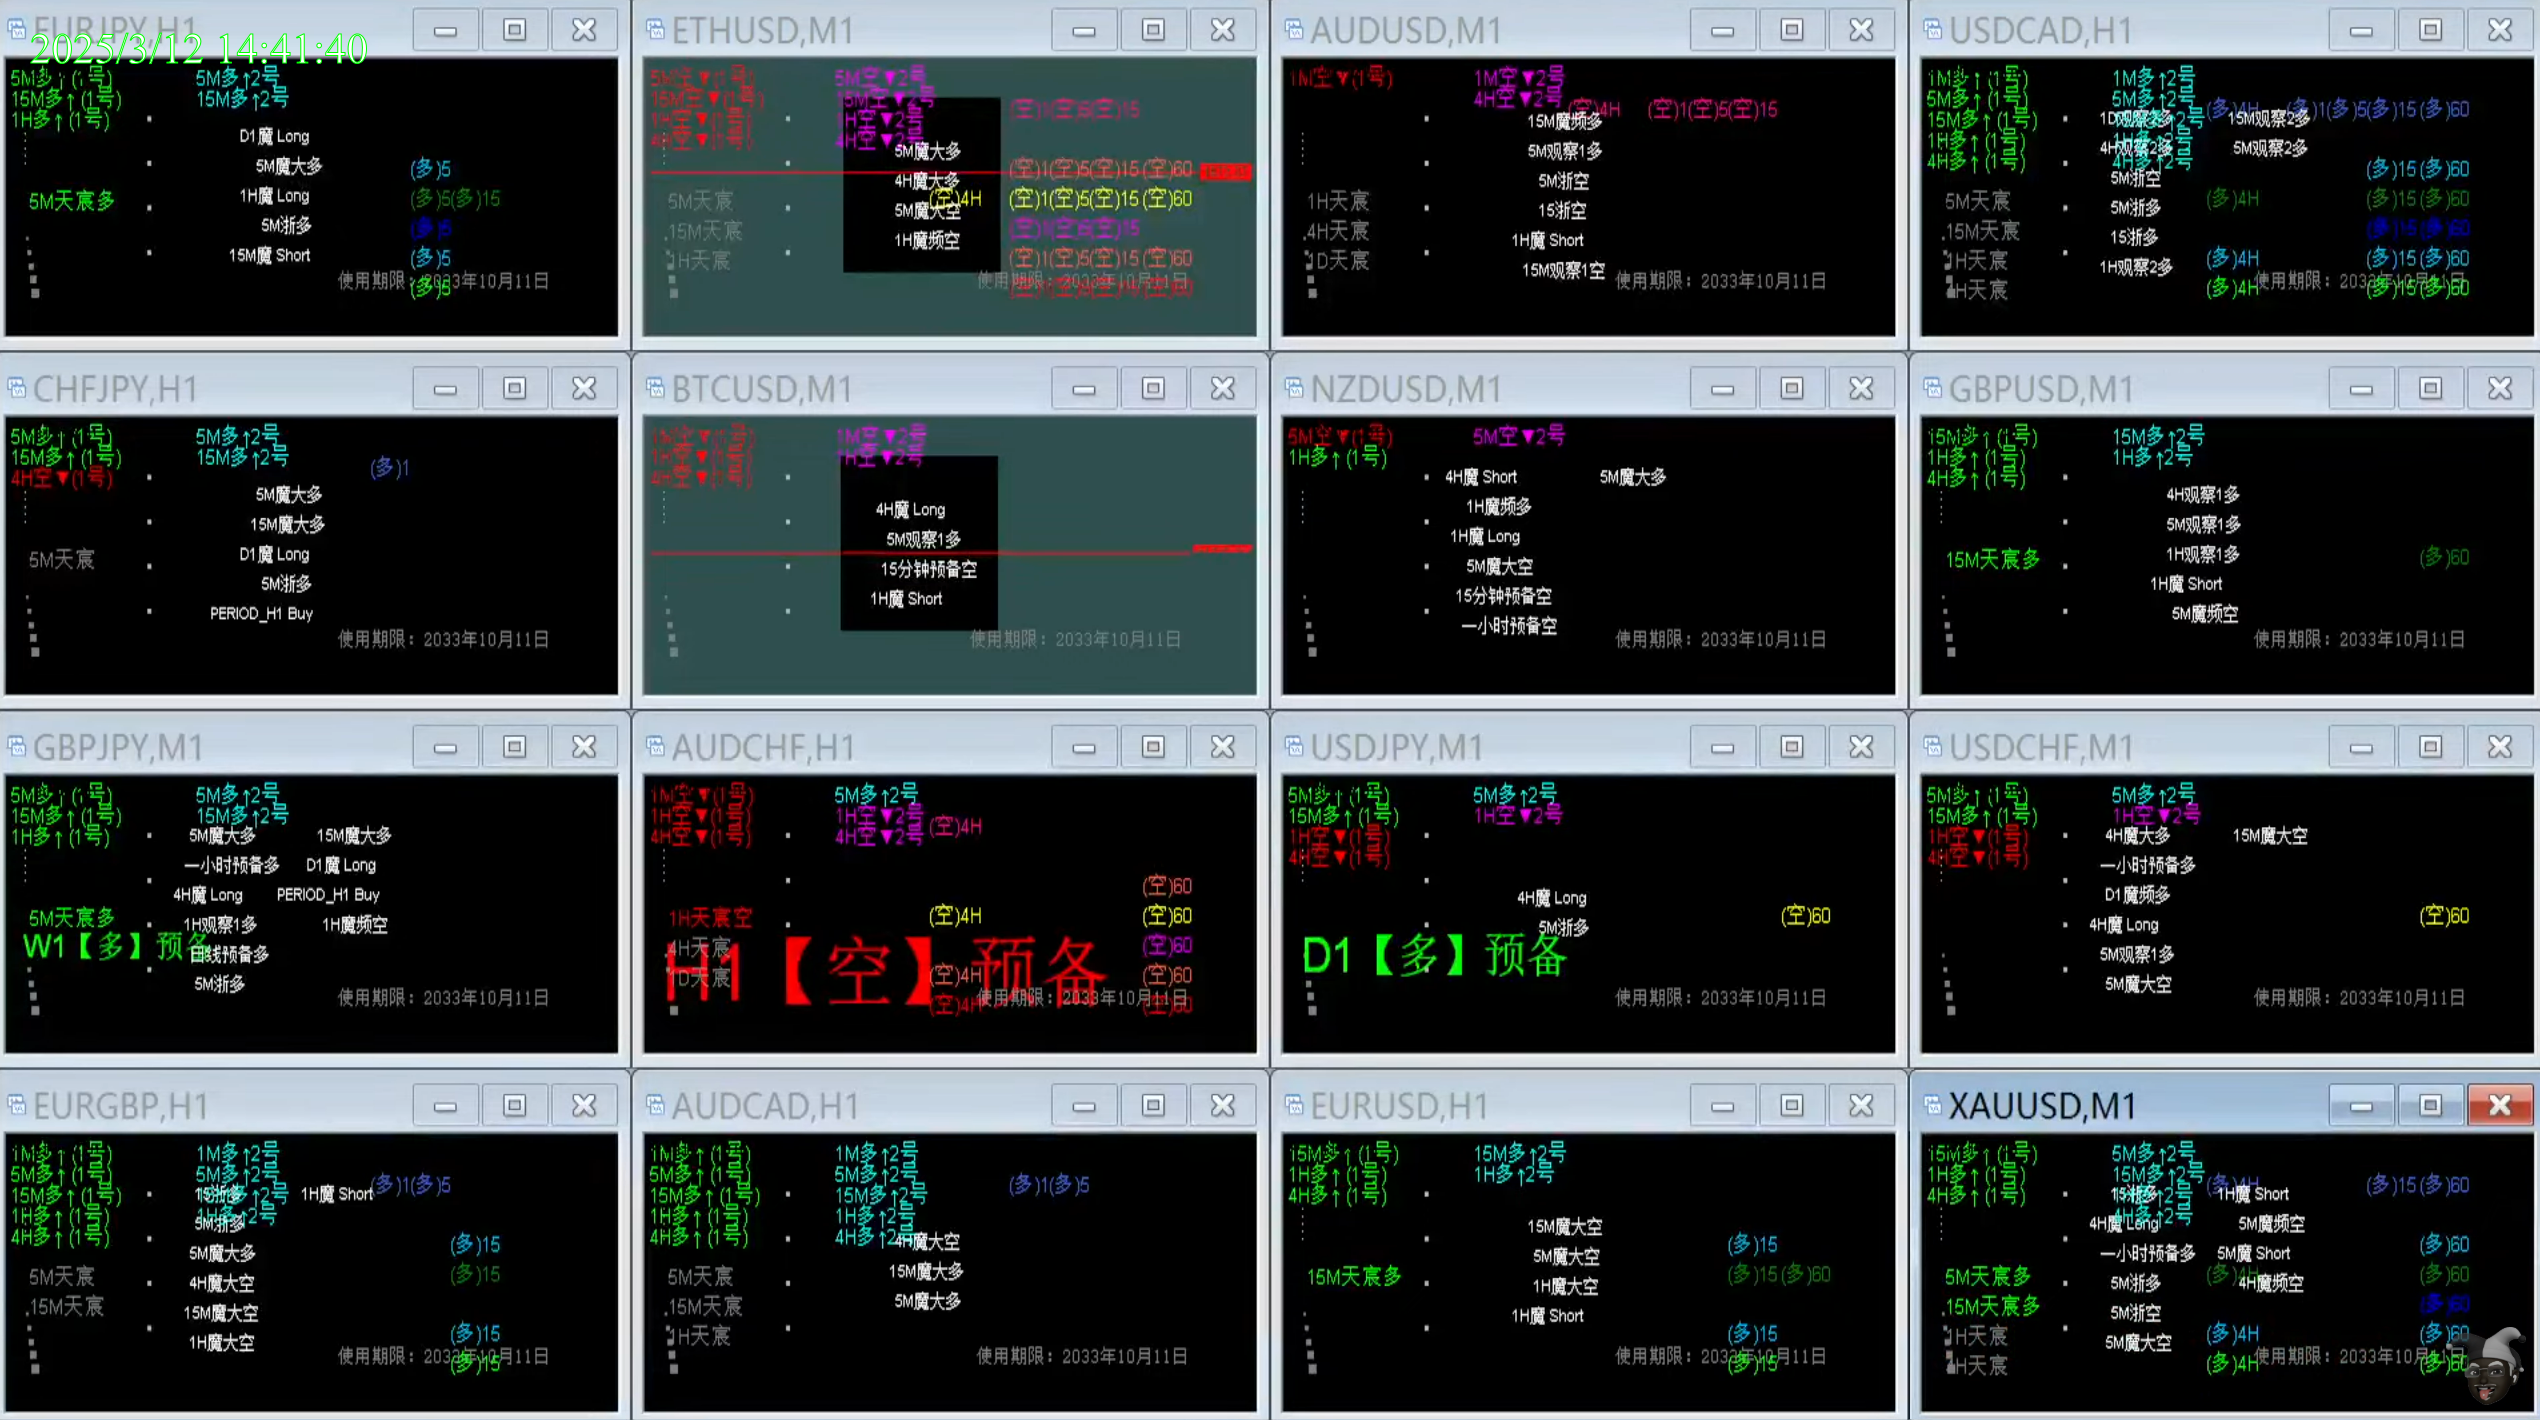 EURJPY,H1
2025/3/12 14:41:40
5M多↑(1号) 5M多↑2号
15M多↑(1号) 15M多↑2号
1H多↑(1号)
D1魔 Long
5M魔大多 (多)5
1H魔 Long (多)5(多)15
5M天宸多
5M浙多 (多)5
15M魔 Short (多)5
使用期限：2033年10月11日
(多)5
ETHUSD,M1
5M空▼(1号) 5M空▼2号
15M空▼(1号) 15M空▼2号
1H空▼(1号) 1H空▼2号 (空)1(空)5(空)15
4H空▼(1号) 4H空▼2号
5M魔大多
4H魔大多 (空)1(空)5(空)15(空)60
5M天宸 (空)4H (空)1(空)5(空)15(空)60
5M魔大空
15M天宸 1H魔频空 (空)1(空)5(空)15
1H天宸 (空)1(空)5(空)15(空)60
AUDUSD,M1
1M空▼(1号) 1M空▼2号
4H空▼2号 (空)4H (空)1(空)5(空)15
15M魔频多
5M观察1多
5M浙空
1H天宸 15浙空
4H天宸 1H魔 Short
1D天宸 15M观察1空
使用期限：2033年10月11日
USDCAD,H1
1M多↑(1号) 1M多↑2号
5M多↑(1号) 5M多↑2号 (多)4H (多)1(多)5(多)15(多)60
15M多↑(1号) 15M观察2多
1H多↑(1号)
4H观察2多 5M观察2多
4H多↑(1号) 4H多↑2号 (多)15(多)60
5M浙空
5M天宸 5M浙多 (多)4H (多)15(多)60
15M天宸 15浙多 (多)15(多)60
1H天宸 1H观察2多 (多)4H (多)15(多)60
4H天宸 (多)4H (多)15(多)60
CHFJPY,H1
5M多↑(1号) 5M多↑2号
15M多↑(1号) 15M多↑2号
4H空▼(1号) (多)1
5M魔大多
15M魔大多
5M天宸 D1魔 Long
5M浙多
PERIOD_H1 Buy
使用期限：2033年10月11日
BTCUSD,M1
1M空▼(1号) 1M空▼2号
1H空▼(1号) 1H空▼2号
4H空▼(1号)
4H魔 Long
5M观察1多
15分钟预备空
1H魔 Short
使用期限：2033年10月11日
NZDUSD,M1
5M空▼(1号) 5M空▼2号
1H多↑(1号)
4H魔 Short 5M魔大多
1H魔频多
1H魔 Long
5M魔大空
15分钟预备空
一小时预备空
使用期限：2033年10月11日
GBPUSD,M1
15M多↑(1号) 15M多↑2号
1H多↑(1号) 1H多↑2号
4H多↑(1号)
4H观察1多
5M观察1多
15M天宸多 1H观察1多 (多)60
1H魔 Short
5M魔频空
使用期限：2033年10月11日
GBPJPY,M1
5M多↑(1号) 5M多↑2号
15M多↑(1号) 15M多↑2号
1H多↑(1号) 5M魔大多 15M魔大多
一小时预备多 D1魔 Long
4H魔 Long PERIOD_H1 Buy
5M天宸多 1H观察1多 1H魔频空
W1【多】预备
日线预备多
5M浙多
使用期限：2033年10月11日
AUDCHF,H1
1M空▼(1号) 5M多↑2号
1H空▼(1号) 1H空▼2号
4H空▼(1号) 4H空▼2号 (空)4H
(空)60
1H天宸空 (空)4H (空)60
4H天宸 (空)60
H1【空】预备
1D天宸 (空)4H (空)60
使用期限：2033年10月11日
(空)4H (空)60
USDJPY,M1
5M多↑(1号) 5M多↑2号
15M多↑(1号) 1H空▼2号
1H空▼(1号)
4H空▼(1号)
4H魔 Long
(空)60
5M浙多
D1【多】预备
使用期限：2033年10月11日
USDCHF,M1
5M多↑(1号) 5M多↑2号
15M多↑(1号) 1H空▼2号
1H空▼(1号) 4H魔大多 15M魔大空
4H空▼(1号) 一小时预备多
D1魔频多
4H魔 Long (空)60
5M观察1多
5M魔大空
使用期限：2033年10月11日
EURGBP,H1
1M多↑(1号) 1M多↑2号
5M多↑(1号) 5M多↑2号
15M多↑(1号) 1H魔 Short (多)1(多)5
1H多↑(1号) 1H多↑2号
4H多↑(1号) 5M浙多
5M魔大多 (多)15
5M天宸 4H魔大空 (多)15
15M天宸 15M魔大空
1H魔大空 (多)15
使用期限：2033年10月11日
(多)15
AUDCAD,H1
1M多↑(1号) 1M多↑2号
5M多↑(1号) 5M多↑2号 (多)1(多)5
15M多↑(1号) 15M多↑2号
1H多↑(1号) 1H多↑2号
4H多↑(1号) 4H多↑2号
4H魔大空
15M魔大多
5M天宸
15M天宸 5M魔大多
1H天宸
使用期限：2033年10月11日
EURUSD,H1
15M多↑(1号) 15M多↑2号
1H多↑(1号) 1H多↑2号
4H多↑(1号)
15M魔大空
5M魔大空 (多)15
15M天宸多 1H魔大空 (多)15(多)60
1H魔 Short (多)15
使用期限：2033年10月11日
(多)15
XAUUSD,M1
15M多↑(1号) 5M多↑2号
1H多↑(1号) 15M多↑2号 (多)4H (多)15(多)60
4H多↑(1号) 15浙多 1H魔 Short
4H魔 Long 4H多↑2号 5M魔频空
一小时预备多 5M魔 Short (多)60
5M天宸多 5M浙多 (多)4H 4H魔频空 (多)60
15M天宸多 5M浙空 (多)60
1H天宸 5M魔大空 (多)4H (多)60
4H天宸 (多)4H (多)60